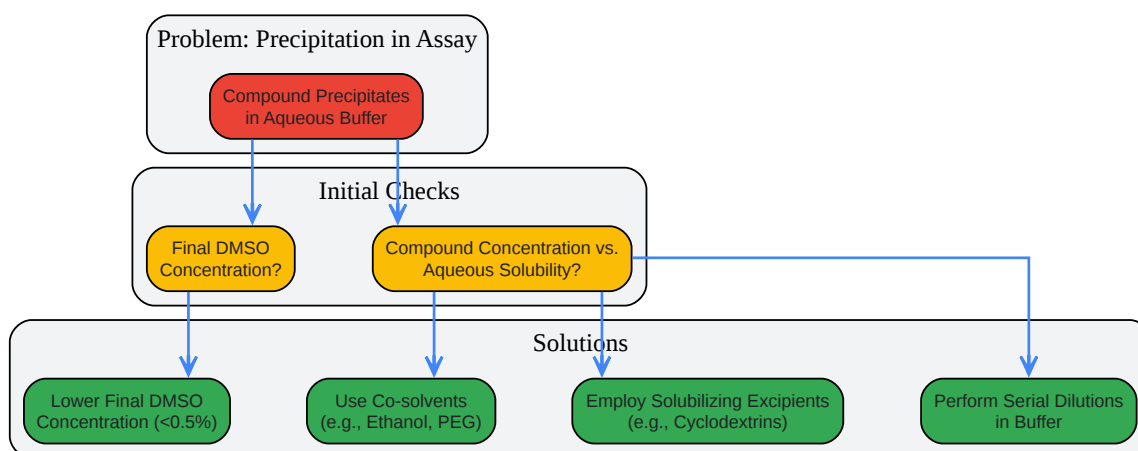 Problem: Precipitation in Assay
Compound Precipitates
in Aqueous Buffer
Initial Checks
Final DMSO
Concentration?
Compound Concentration vs.
Aqueous Solubility?
Solutions
Lower Final DMSO
Concentration (<0.5%)
Use Co-solvents
(e.g., Ethanol, PEG)
Employ Solubilizing Excipients
(e.g., Cyclodextrins)
Perform Serial Dilutions
in Buffer